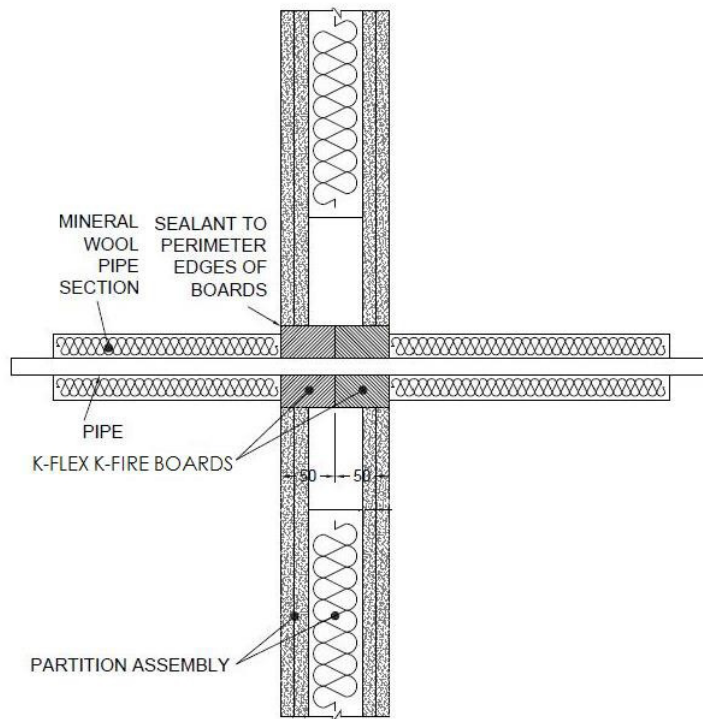 MINERAL
WOOL
PIPE
SECTION
SEALANT TO
PERIMETER
EDGES OF
BOARDS
PIPE
K-FLEX K-FIRE BOARDS
50 50
PARTITION ASSEMBLY